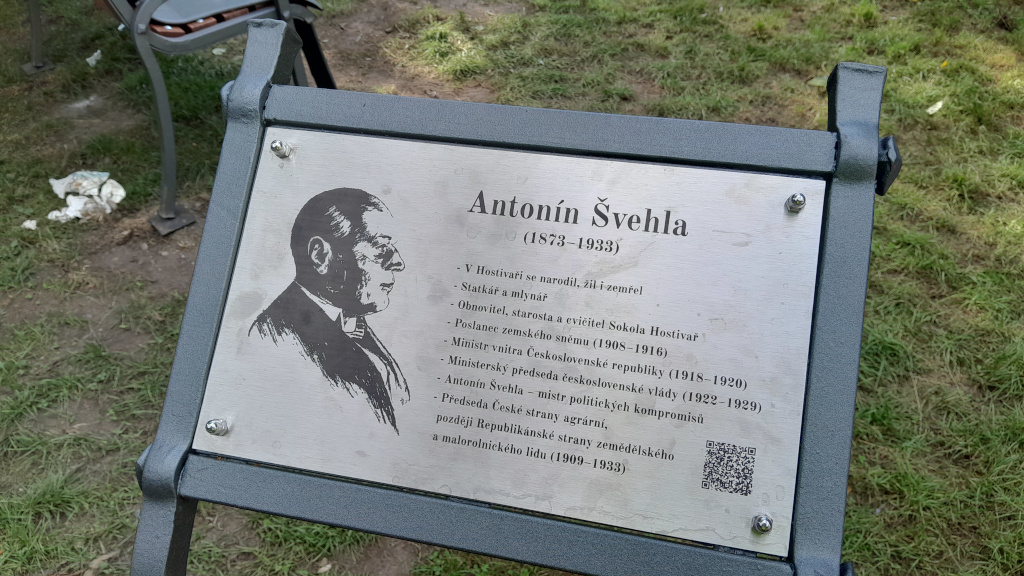 Antonín Švehla
(1873–1933)
- V Hostivaři se narodil, žil i zemřel
- Statkář a mlynář
- Obnovitel, starosta a cvičitel Sokola Hostivař
- Poslanec zemského sněmu (1908–1916)
- Ministr vnitra Československé republiky (1918–1920)
- Ministerský předseda československé vlády (1922–1929)
- Antonín Švehla – mistr politických kompromisů
- Předseda České strany agrární,
později Republikánské strany zemědělského
a malorolnického lidu (1909–1933)